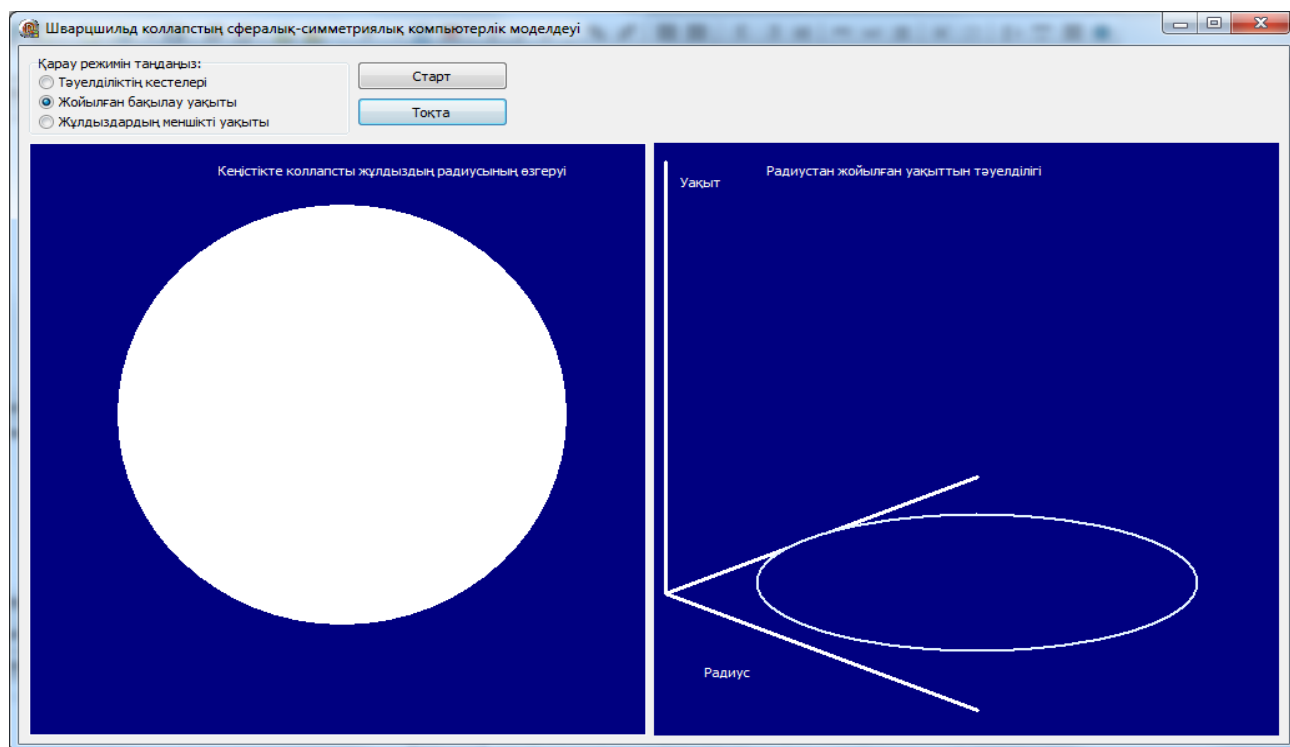 Шварцшильд коллапстың сфералық-симметриялық компьютерлік моделдеуі
Қарау режимін таңдаңыз:
Тәуелділіктің кестелері
Жойылған бақылау уақыты
Жұлдыздардың меншікті уақыты
Старт
Тоқта
Кеңістікте коллапсты жұлдыздың радиусының өзгеруі
Уақыт
Радиустан жойылған уақыттын тәуелділігі
Радиус